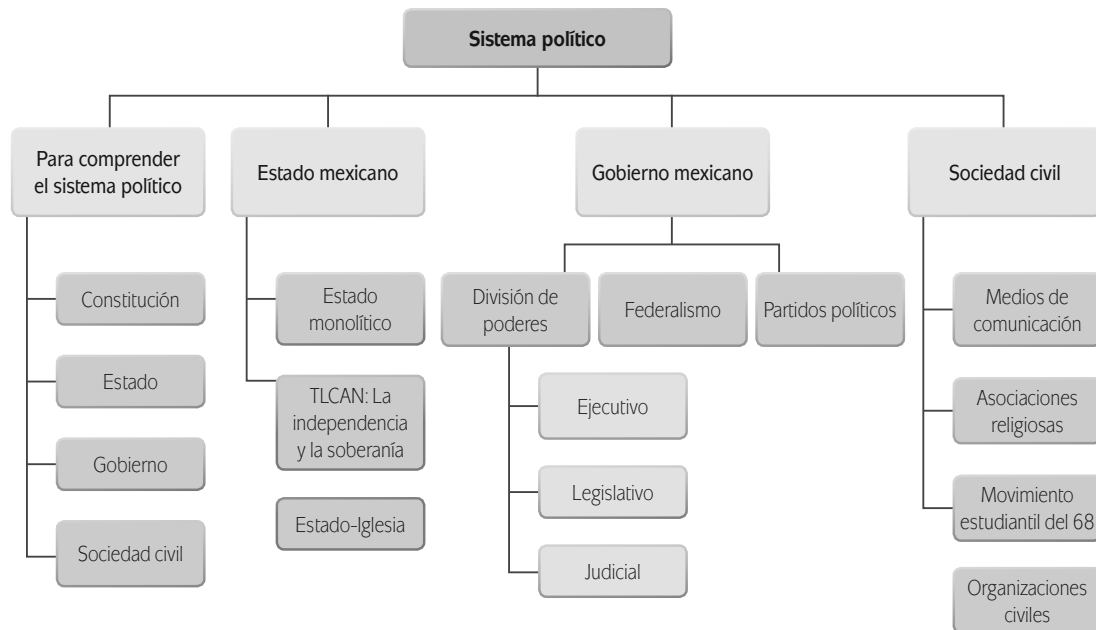 Sistema político
Para comprender
el sistema político
Constitución
Estado
Gobierno
Sociedad civil
Estado mexicano
Estado
monolítico
TLCAN: La
independencia
y la soberanía
Estado-Iglesia
Gobierno mexicano
División de
poderes
Ejecutivo
Legislativo
Judicial
Federalismo
Partidos políticos
Sociedad civil
Medios de
comunicación
Asociaciones
religiosas
Movimiento
estudiantil del 68
Organizaciones
civiles